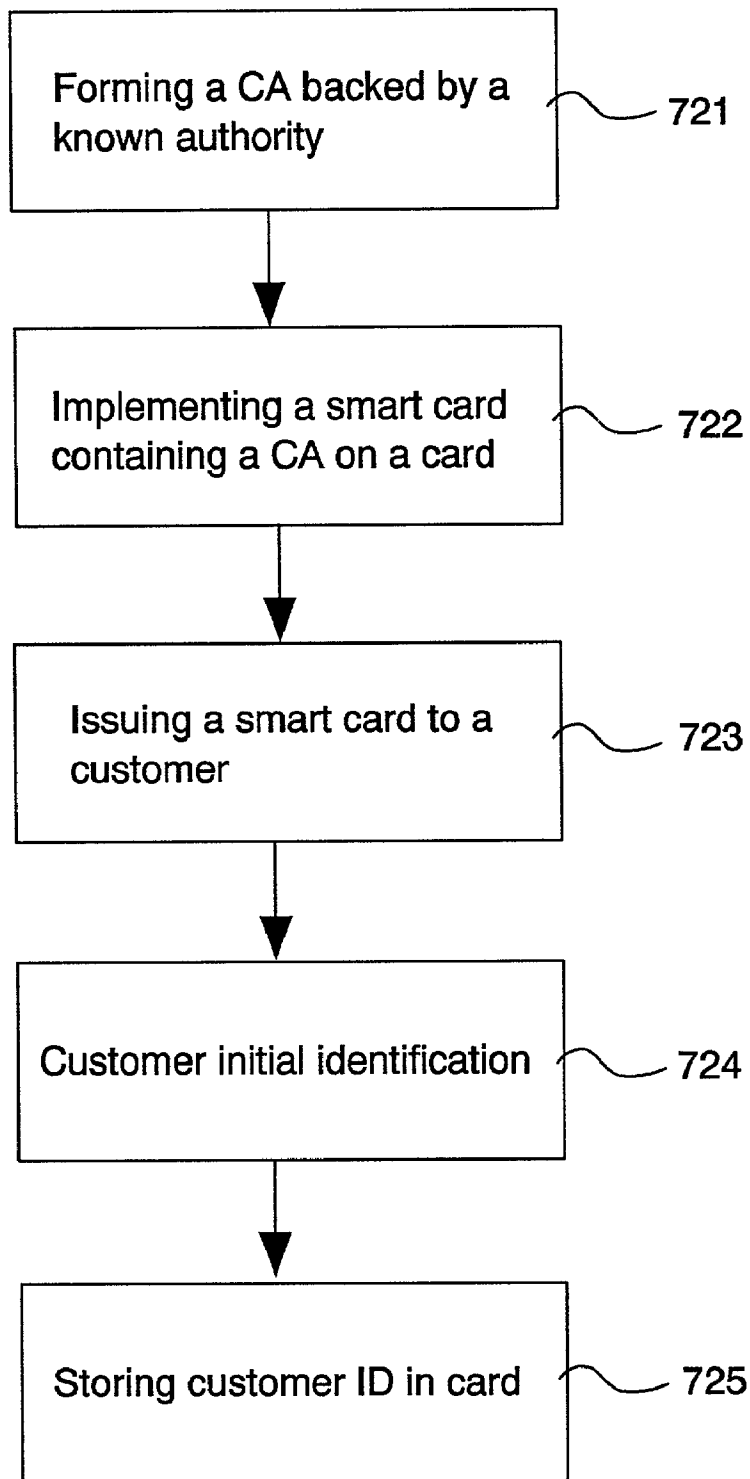 Forming a CA backed by a
known authority
721
Implementing a smart card
containing a CA on a card
722
Issuing a smart card to a
customer
723
Customer initial identification
724
Storing customer ID in card
725